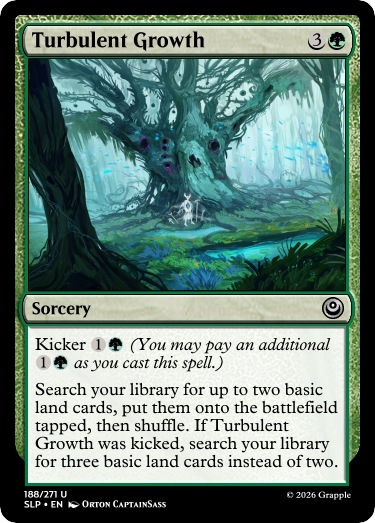 Turbulent Growth 3
Sorcery
Kicker 1 (You may pay an additional
1 as you cast this spell.)
Search your library for up to two basic
land cards, put them onto the battlefield
tapped, then shuffle. If Turbulent
Growth was kicked, search your library
for three basic land cards instead of two.
188/271 U
SLP • EN Orton CaptainSass
© 2026 Grapple